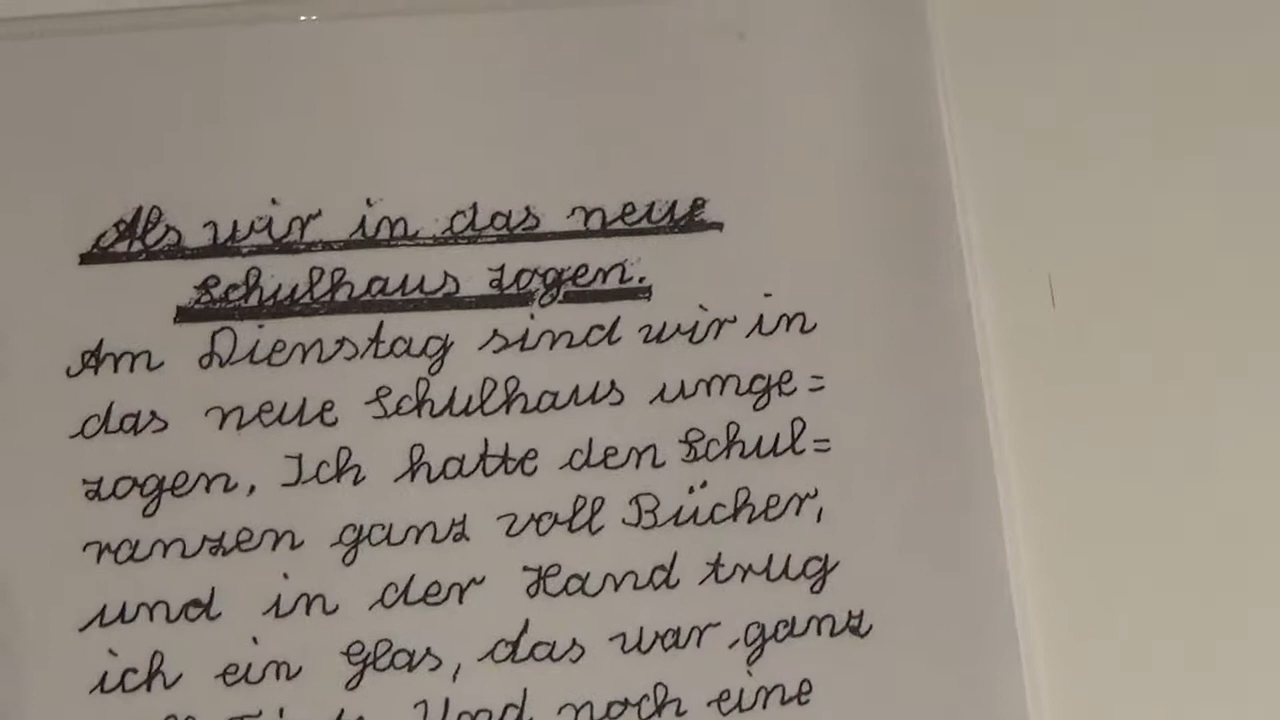 Als wir in das neue
Schulhaus zogen.
Am Dienstag sind wir in
das neue Schulhaus umge=
zogen. Ich hatte den Schul=
ranzen ganz voll Bücher,
und in der Hand trug
ich ein Glas, das war ganz
Und noch eine